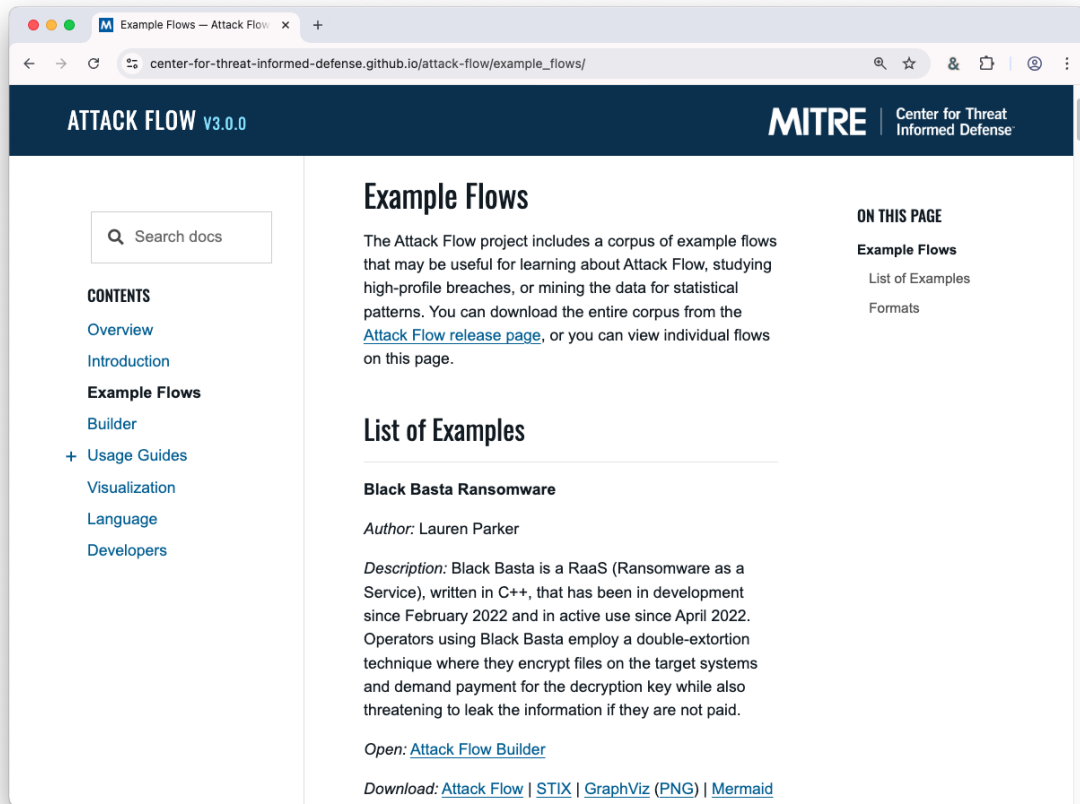 Example Flows — Attack Flow
center-for-threat-informed-defense.github.io/attack-flow/example_flows/
ATTACK FLOW V3.0.0
MITRE
Center for Threat
Informed Defense
Search docs
CONTENTS
Overview
Introduction
Example Flows
Builder
+ Usage Guides
Visualization
Language
Developers
Example Flows
The Attack Flow project includes a corpus of example flows
that may be useful for learning about Attack Flow, studying
high-profile breaches, or mining the data for statistical
patterns. You can download the entire corpus from the
Attack Flow release page, or you can view individual flows
on this page.
List of Examples
Black Basta Ransomware
Author: Lauren Parker
Description: Black Basta is a RaaS (Ransomware as a
Service), written in C++, that has been in development
since February 2022 and in active use since April 2022.
Operators using Black Basta employ a double-extortion
technique where they encrypt files on the target systems
and demand payment for the decryption key while also
threatening to leak the information if they are not paid.
Open: Attack Flow Builder
Download: Attack Flow | STIX | GraphViz (PNG) | Mermaid
ON THIS PAGE
Example Flows
List of Examples
Formats